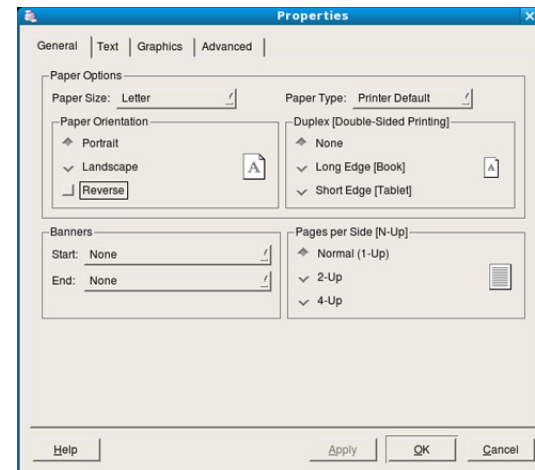 Properties
General Text Graphics Advanced
Paper Options
Paper Size: Letter Paper Type: Printer Default
Paper Orientation Duplex [Double-Sided Printing]
Portrait None
Landscape Long Edge [Book]
Reverse Short Edge [Tablet]
A A
Banners Pages per Side [N-Up]
Start: None Normal (1-Up)
End: None 2-Up
4-Up
Help Apply OK Cancel